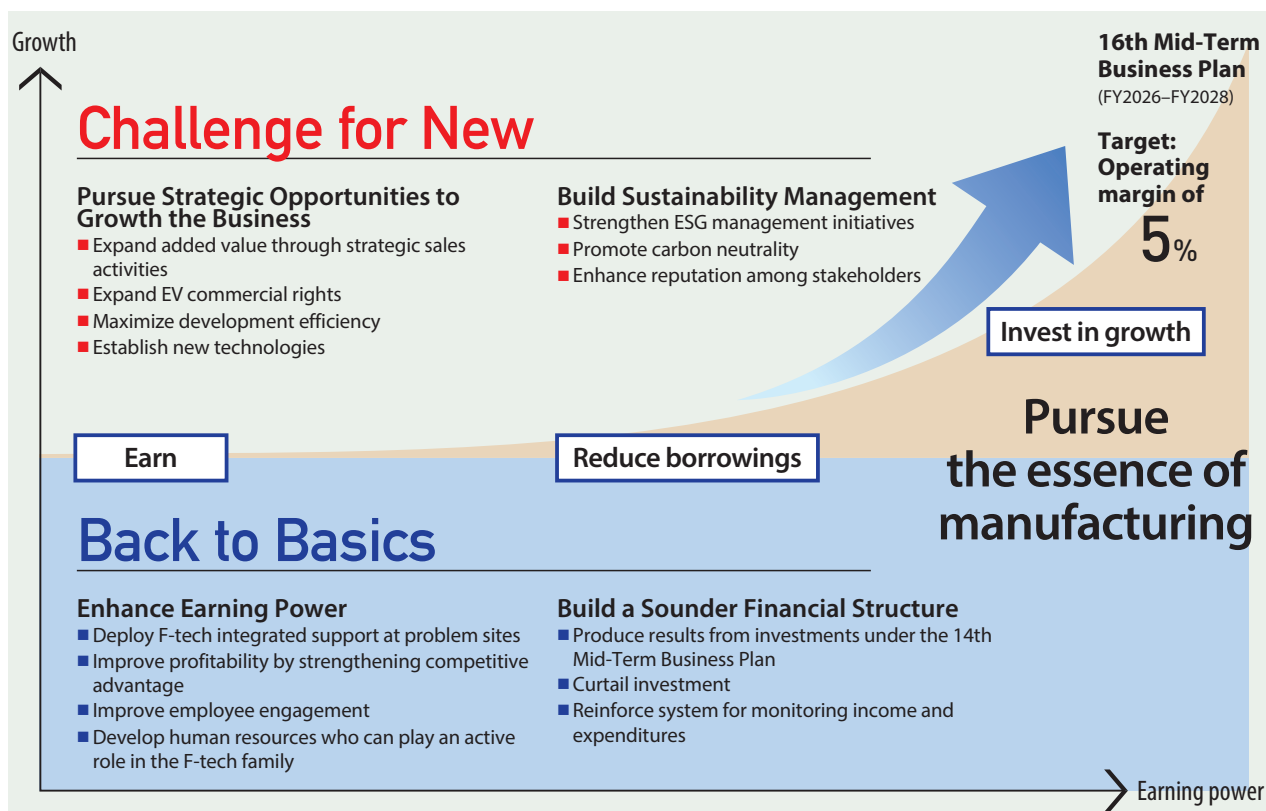 Growth
16th Mid-Term
Business Plan
(FY2026–FY2028)
Target:
Operating
margin of
5%
Challenge for New
Pursue Strategic Opportunities to
Growth the Business
Expand added value through strategic sales
activities
Expand EV commercial rights
Maximize development efficiency
Establish new technologies
Build Sustainability Management
Strengthen ESG management initiatives
Promote carbon neutrality
Enhance reputation among stakeholders
Invest in growth
Earn
Reduce borrowings
Pursue
the essence of
manufacturing
Back to Basics
Enhance Earning Power
Deploy F-tech integrated support at problem sites
Improve profitability by strengthening competitive
advantage
Improve employee engagement
Develop human resources who can play an active
role in the F-tech family
Build a Sounder Financial Structure
Produce results from investments under the 14th
Mid-Term Business Plan
Curtail investment
Reinforce system for monitoring income and
expenditures
Earning power